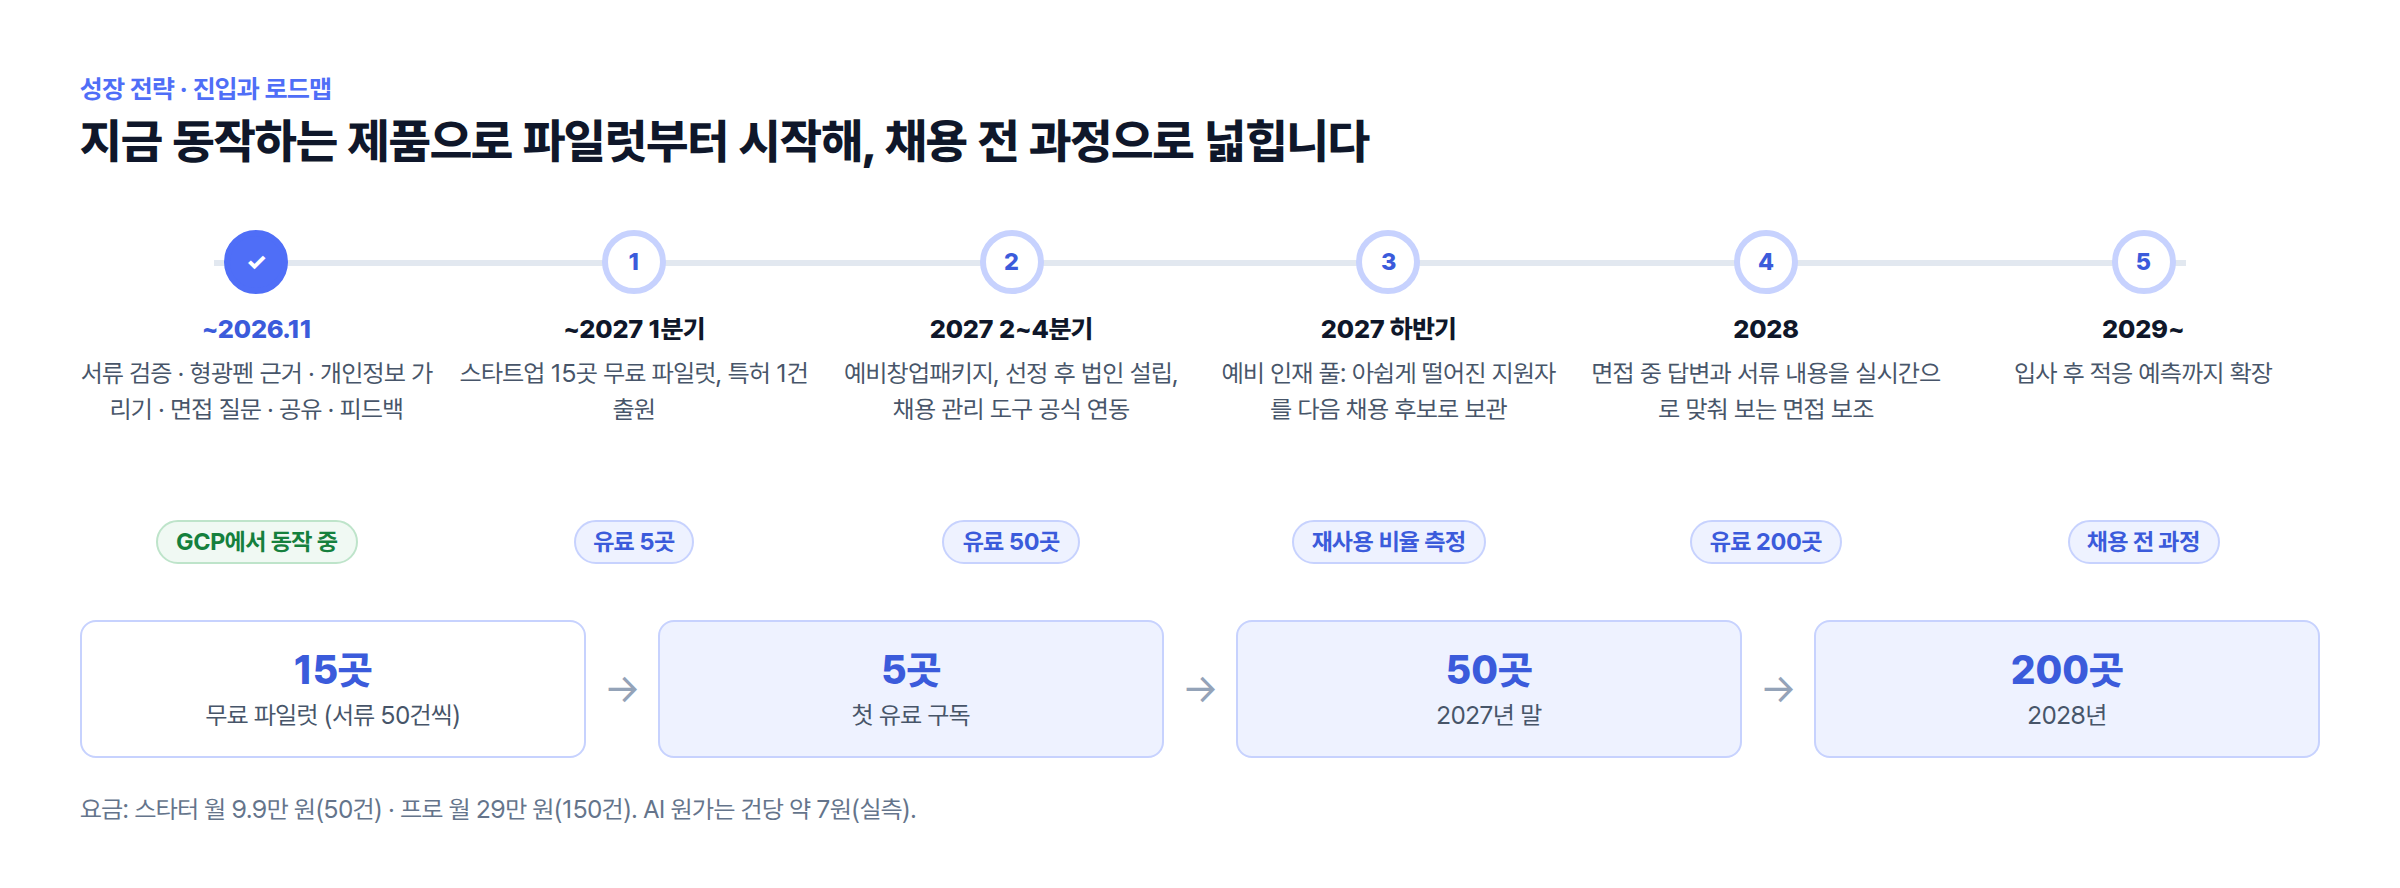 성장 전략 · 진입과 로드맵
지금 동작하는 제품으로 파일럿부터 시작해, 채용 전 과정으로 넓힙니다
1
2
3
4
5
~2026.11
서류 검증 · 형광펜 근거 · 개인정보 가
리기 · 면접 질문 · 공유 · 피드백
~2027 1분기
스타트업 15곳 무료 파일럿, 특허 1건
출원
2027 2~4분기
예비창업패키지, 선정 후 법인 설립,
채용 관리 도구 공식 연동
2027 하반기
예비 인재 풀: 아쉽게 떨어진 지원자
를 다음 채용 후보로 보관
2028
면접 중 답변과 서류 내용을 실시간으
로 맞춰 보는 면접 보조
2029~
입사 후 적응 예측까지 확장
GCP에서 동작 중
유료 5곳
유료 50곳
재사용 비율 측정
유료 200곳
채용 전 과정
15곳
무료 파일럿 (서류 50건씩)
→
5곳
첫 유료 구독
→
50곳
2027년 말
→
200곳
2028년
요금: 스타터 월 9.9만 원(50건) · 프로 월 29만 원(150건). AI 원가는 건당 약 7원(실측).